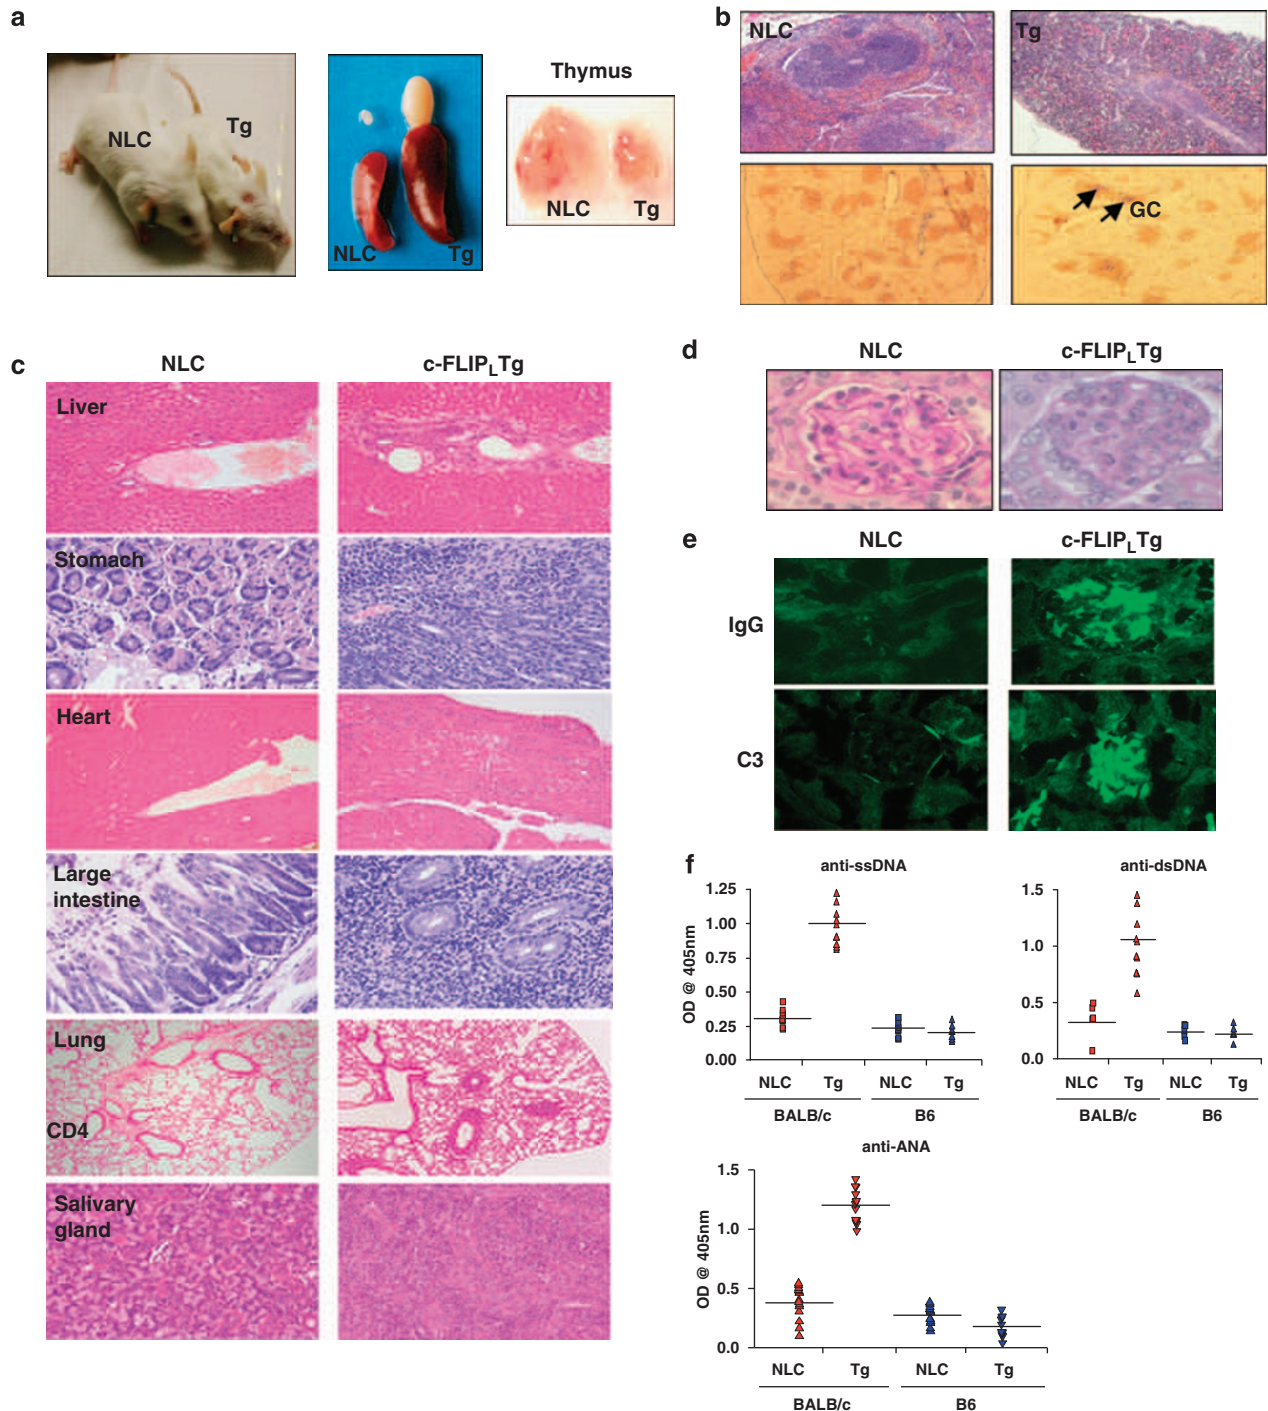 a
NLC
Tg
NLC
Tg
Thymus
NLC
Tg
b
NLC
Tg
GC
c
NLC
c-FLIPLTg
Liver
Stomach
Heart
Large
intestine
Lung
CD4
Salivary
gland
d
NLC
c-FLIPLTg
e
NLC
c-FLIPLTg
IgG
C3
f
anti-ssDNA
OD @ 405nm
1.25
1.00
0.75
0.50
0.25
0.00
NLC Tg NLC Tg
BALB/c B6
anti-dsDNA
1.5
1.0
0.5
0.0
NLC Tg NLC Tg
BALB/c B6
anti-ANA
OD @ 405nm
1.5
1.0
0.5
0.0
NLC Tg NLC Tg
BALB/c B6